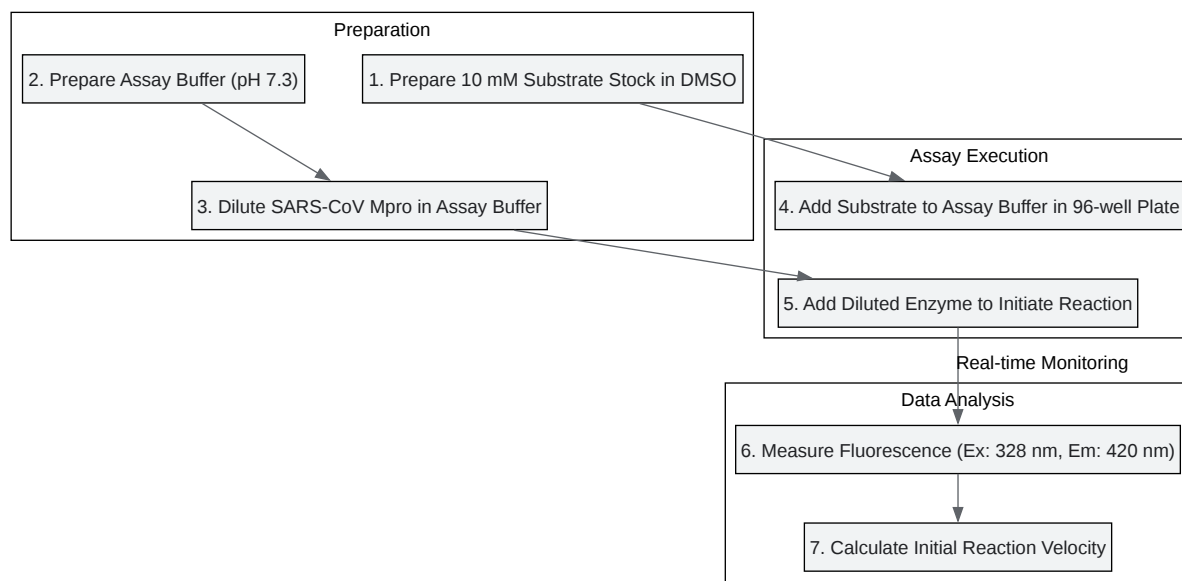 Preparation
2. Prepare Assay Buffer (pH 7.3)
1. Prepare 10 mM Substrate Stock in DMSO
3. Dilute SARS-CoV Mpro in Assay Buffer
Assay Execution
4. Add Substrate to Assay Buffer in 96-well Plate
5. Add Diluted Enzyme to Initiate Reaction
Real-time Monitoring
Data Analysis
6. Measure Fluorescence (Ex: 328 nm, Em: 420 nm)
7. Calculate Initial Reaction Velocity